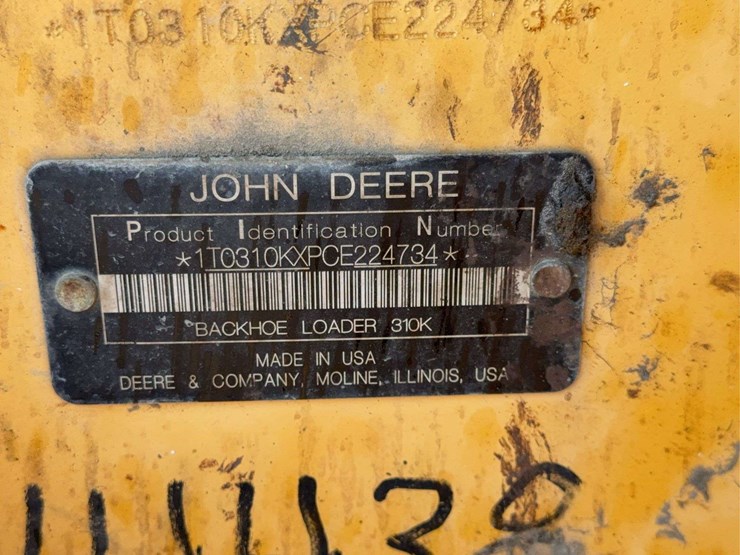 *1T0310KXPCE224734*
JOHN DEERE
Product Identification Number
*1T0310KXPCE224734*
BACKHOE LOADER 310K
MADE IN USA
DEERE & COMPANY, MOLINE, ILLINOIS, USA